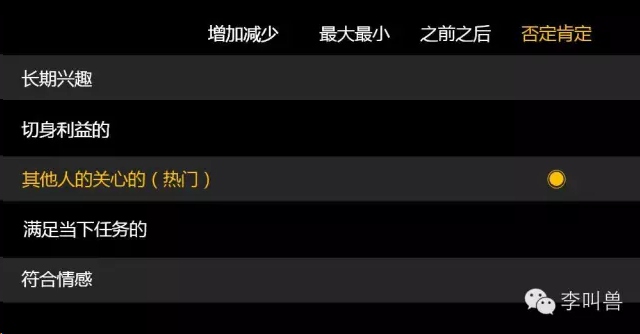 增加减少 最大最小 之前之后 否定肯定
长期兴趣
切身利益的
其他人的关心的（热门）
满足当下任务的
符合情感
李叫兽